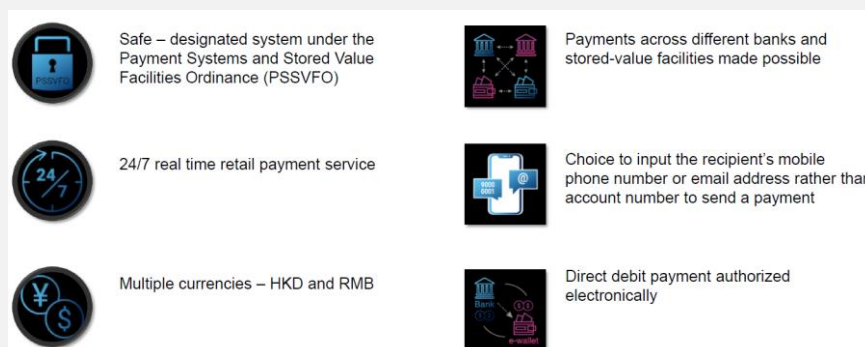 PSSVFO
Safe – designated system under the
Payment Systems and Stored Value
Facilities Ordinance (PSSVFO)
Payments across different banks and
stored-value facilities made possible
24/7
24/7 real time retail payment service
9000
0001
@
Choice to input the recipient's mobile
phone number or email address rather than
account number to send a payment
¥
$
Multiple currencies – HKD and RMB
Bank
e-wallet
Direct debit payment authorized
electronically